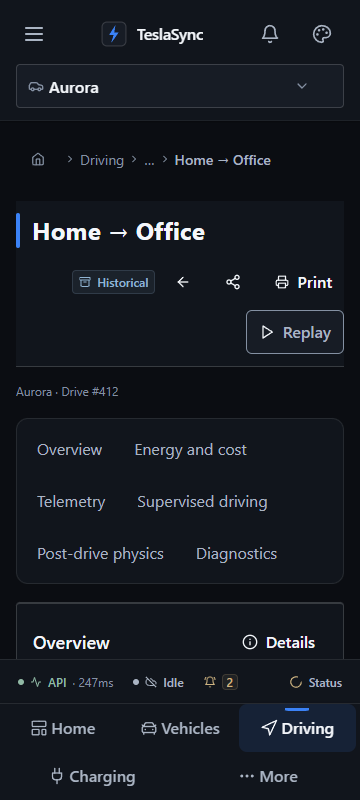 TeslaSync
Aurora
Driving ... Home → Office
Home → Office
Historical Print
Replay
Aurora · Drive #412
Overview Energy and cost
Telemetry Supervised driving
Post-drive physics Diagnostics
Overview Details
API · 247ms Idle 2 Status
Home Vehicles Driving
Charging More